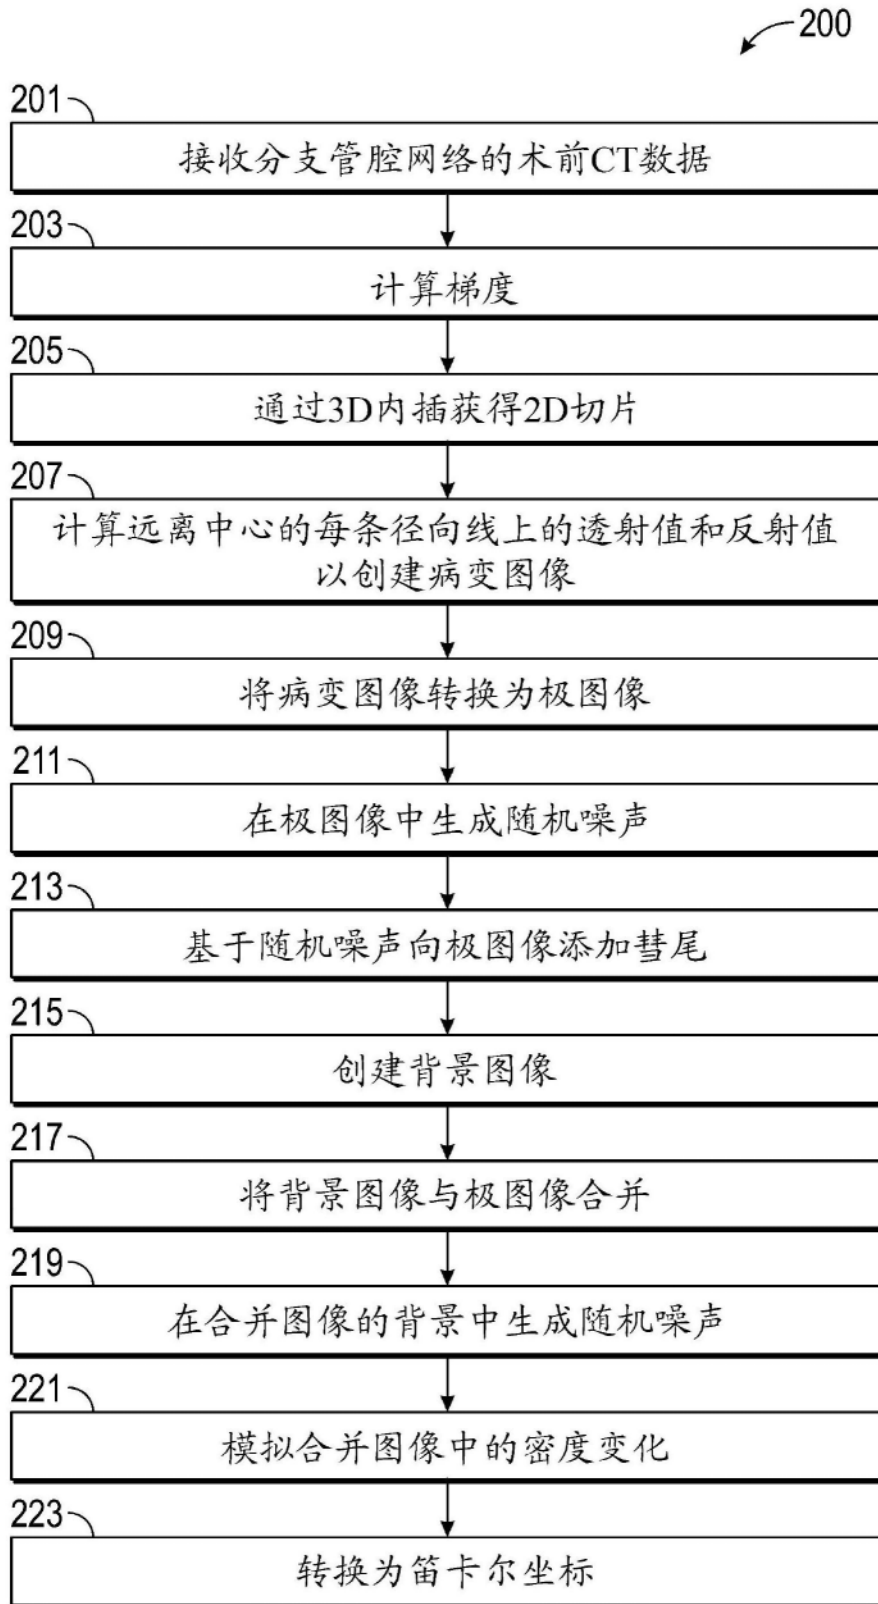 200
201
接收分支管腔网络的术前CT数据
203
计算梯度
205
通过3D内插获得2D切片
207
计算远离中心的每条径向线上的透射值和反射值
以创建病变图像
209
将病变图像转换为极图像
211
在极图像中生成随机噪声
213
基于随机噪声向极图像添加彗尾
215
创建背景图像
217
将背景图像与极图像合并
219
在合并图像的背景中生成随机噪声
221
模拟合并图像中的密度变化
223
转换为笛卡尔坐标